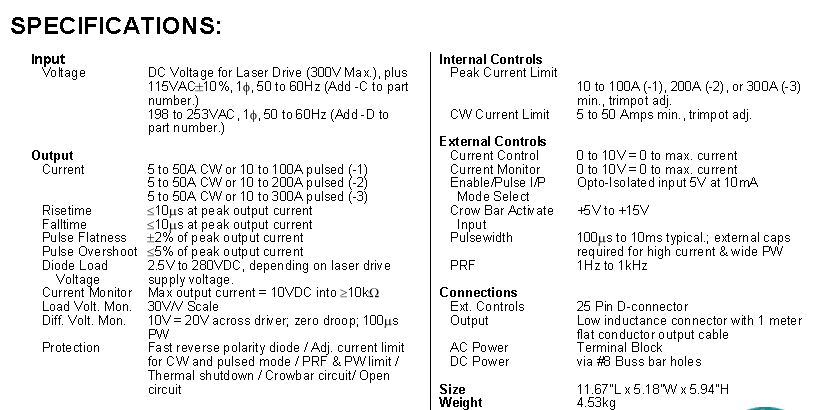 SPECIFICATIONS:
Input
Voltage DC Voltage for Laser Drive (300V Max.), plus
115VAC±10%, 1ϕ, 50 to 60Hz (Add -C to part
number.)
198 to 253VAC, 1ϕ, 50 to 60Hz (Add -D to
part number.)
Output
Current 5 to 50A CW or 10 to 100A pulsed (-1)
5 to 50A CW or 10 to 200A pulsed (-2)
5 to 50A CW or 10 to 300A pulsed (-3)
Risetime ≤10μs at peak output current
Falltime ≤10μs at peak output current
Pulse Flatness ±2% of peak output current
Pulse Overshoot ≤5% of peak output current
Diode Load 2.5V to 280VDC, depending on laser drive
Voltage supply voltage.
Current Monitor Max output current = 10VDC into ≥10kΩ
Load Volt. Mon. 30V/V Scale
Diff. Volt. Mon. 10V = 20V across driver; zero droop; 100μs
PW
Protection Fast reverse polarity diode / Adj. current limit
for CW and pulsed mode / PRF & PW limit /
Thermal shutdown / Crowbar circuit/ Open
circuit
Internal Controls
Peak Current Limit
10 to 100A (-1), 200A (-2), or 300A (-3)
min., trimpot adj.
CW Current Limit 5 to 50 Amps min., trimpot adj.
External Controls
Current Control 0 to 10V = 0 to max. current
Current Monitor 0 to 10V = 0 to max. current
Enable/Pulse I/P Opto-Isolated input 5V at 10mA
Mode Select
Crow Bar Activate +5V to +15V
Input
Pulsewidth 100μs to 10ms typical.; external caps
required for high current & wide PW
PRF 1Hz to 1kHz
Connections
Ext. Controls 25 Pin D-connector
Output Low inductance connector with 1 meter
flat conductor output cable
AC Power Terminal Block
DC Power via #8 Buss bar holes
Size 11.67"L x 5.18"W x 5.94"H
Weight 4.53kg